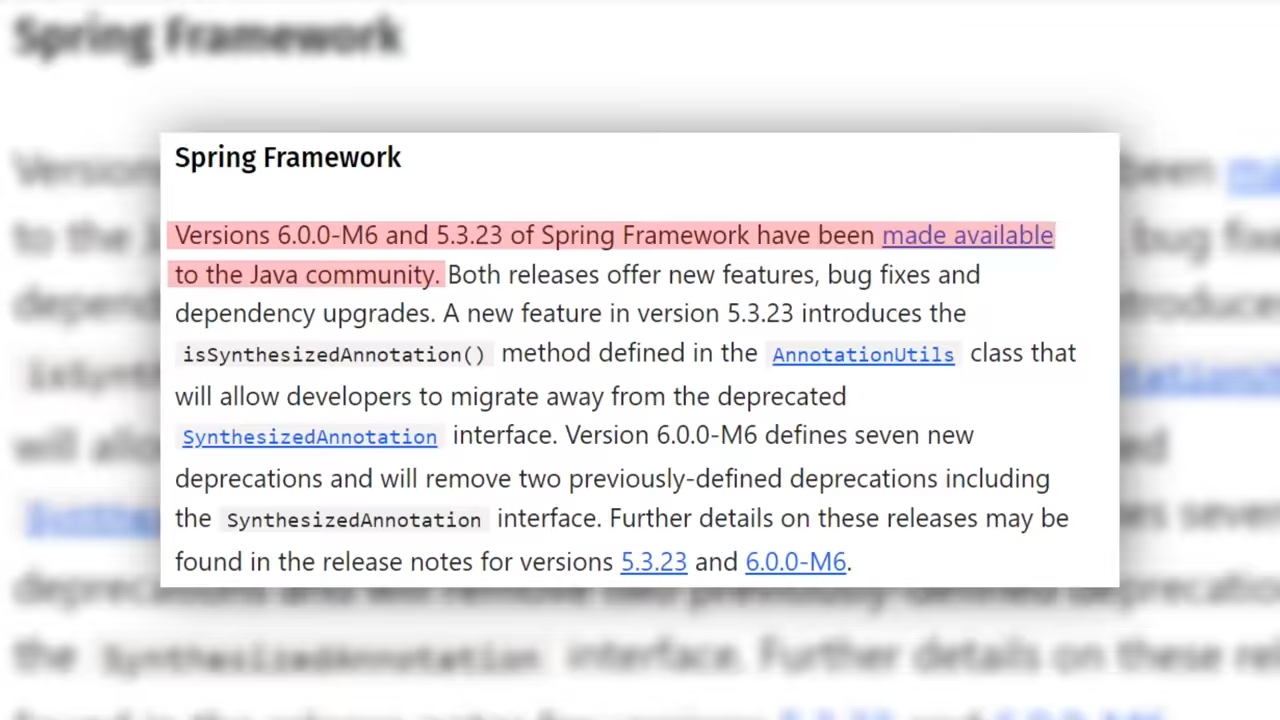 Spring Framework
Versions 6.0.0-M6 and 5.3.23 of Spring Framework have been made available
to the Java community. Both releases offer new features, bug fixes and
dependency upgrades. A new feature in version 5.3.23 introduces the
isSynthesizedAnnotation() method defined in the AnnotationUtils class that
will allow developers to migrate away from the deprecated
SynthesizedAnnotation interface. Version 6.0.0-M6 defines seven new
deprecations and will remove two previously-defined deprecations including
the SynthesizedAnnotation interface. Further details on these releases may be
found in the release notes for versions 5.3.23 and 6.0.0-M6.